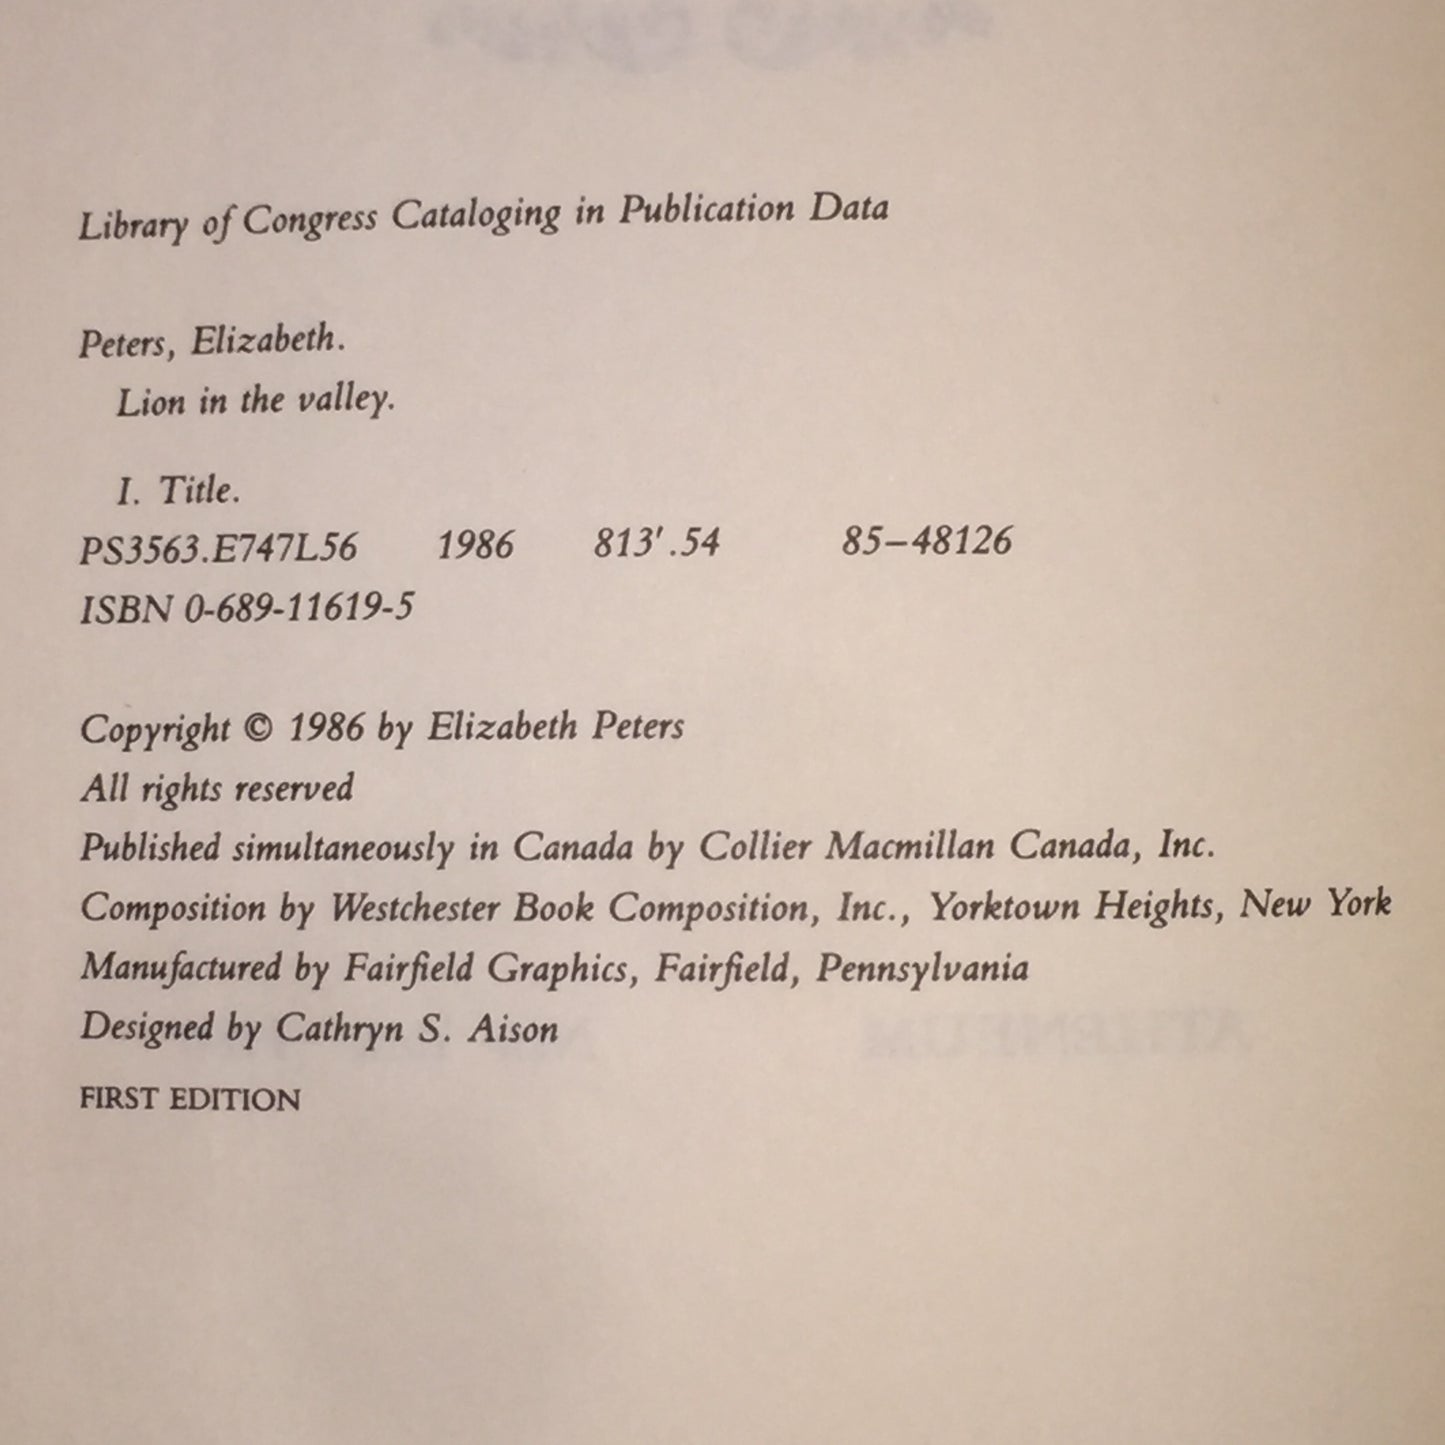 Library of Congress Cataloging in Publication Data
Peters, Elizabeth.
Lion in the valley.
I. Title.
PS3563.E747L56 1986 813'.54 85–48126
ISBN 0-689-11619-5
Copyright © 1986 by Elizabeth Peters
All rights reserved
Published simultaneously in Canada by Collier Macmillan Canada, Inc.
Composition by Westchester Book Composition, Inc., Yorktown Heights, New York
Manufactured by Fairfield Graphics, Fairfield, Pennsylvania
Designed by Cathryn S. Aison
FIRST EDITION